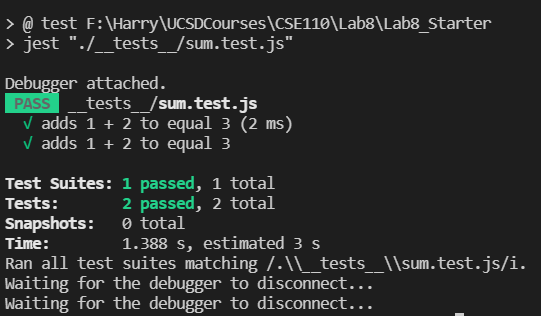 > @ test F:\Harry\UCSDCourses\CSE110\Lab8\Lab8_Starter
> jest "./__tests__/sum.test.js"

Debugger attached.
PASS __tests__/sum.test.js
√ adds 1 + 2 to equal 3 (2 ms)
√ adds 1 + 2 to equal 3

Test Suites: 1 passed, 1 total
Tests: 2 passed, 2 total
Snapshots: 0 total
Time: 1.388 s, estimated 3 s
Ran all test suites matching /.\\__tests__\\sum.test.js/i.
Waiting for the debugger to disconnect...
Waiting for the debugger to disconnect...